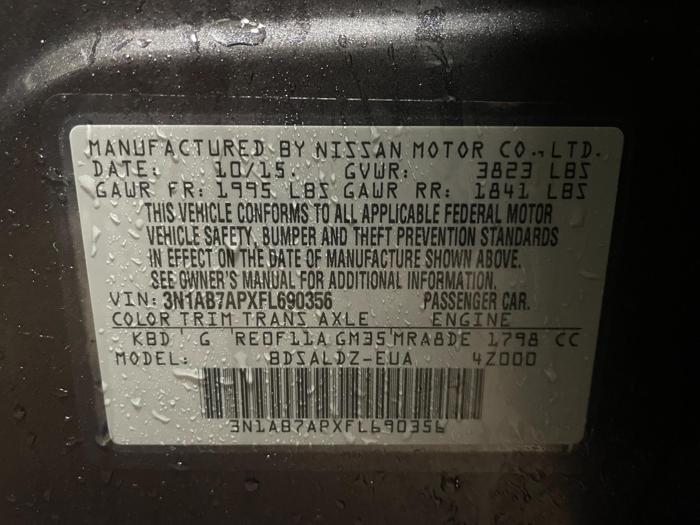 MANUFACTURED BY NISSAN MOTOR CO., LTD.
DATE: 10/15. GVWR: 3823 LBS
GAWR FR: 1995 LBS GAWR RR: 1841 LBS
THIS VEHICLE CONFORMS TO ALL APPLICABLE FEDERAL MOTOR
VEHICLE SAFETY, BUMPER AND THEFT PREVENTION STANDARDS
IN EFFECT ON THE DATE OF MANUFACTURE SHOWN ABOVE.
SEE OWNER'S MANUAL FOR ADDITIONAL INFORMATION.
VIN: 3N1AB7APXFL690356 PASSENGER CAR.
COLOR TRIM TRANS AXLE ENGINE
KBD G RE0F11A GM35 MRA8DE 1798 CC
MODEL: BDSALDZ-EUA 4Z000
3N1AB7APXFL690356